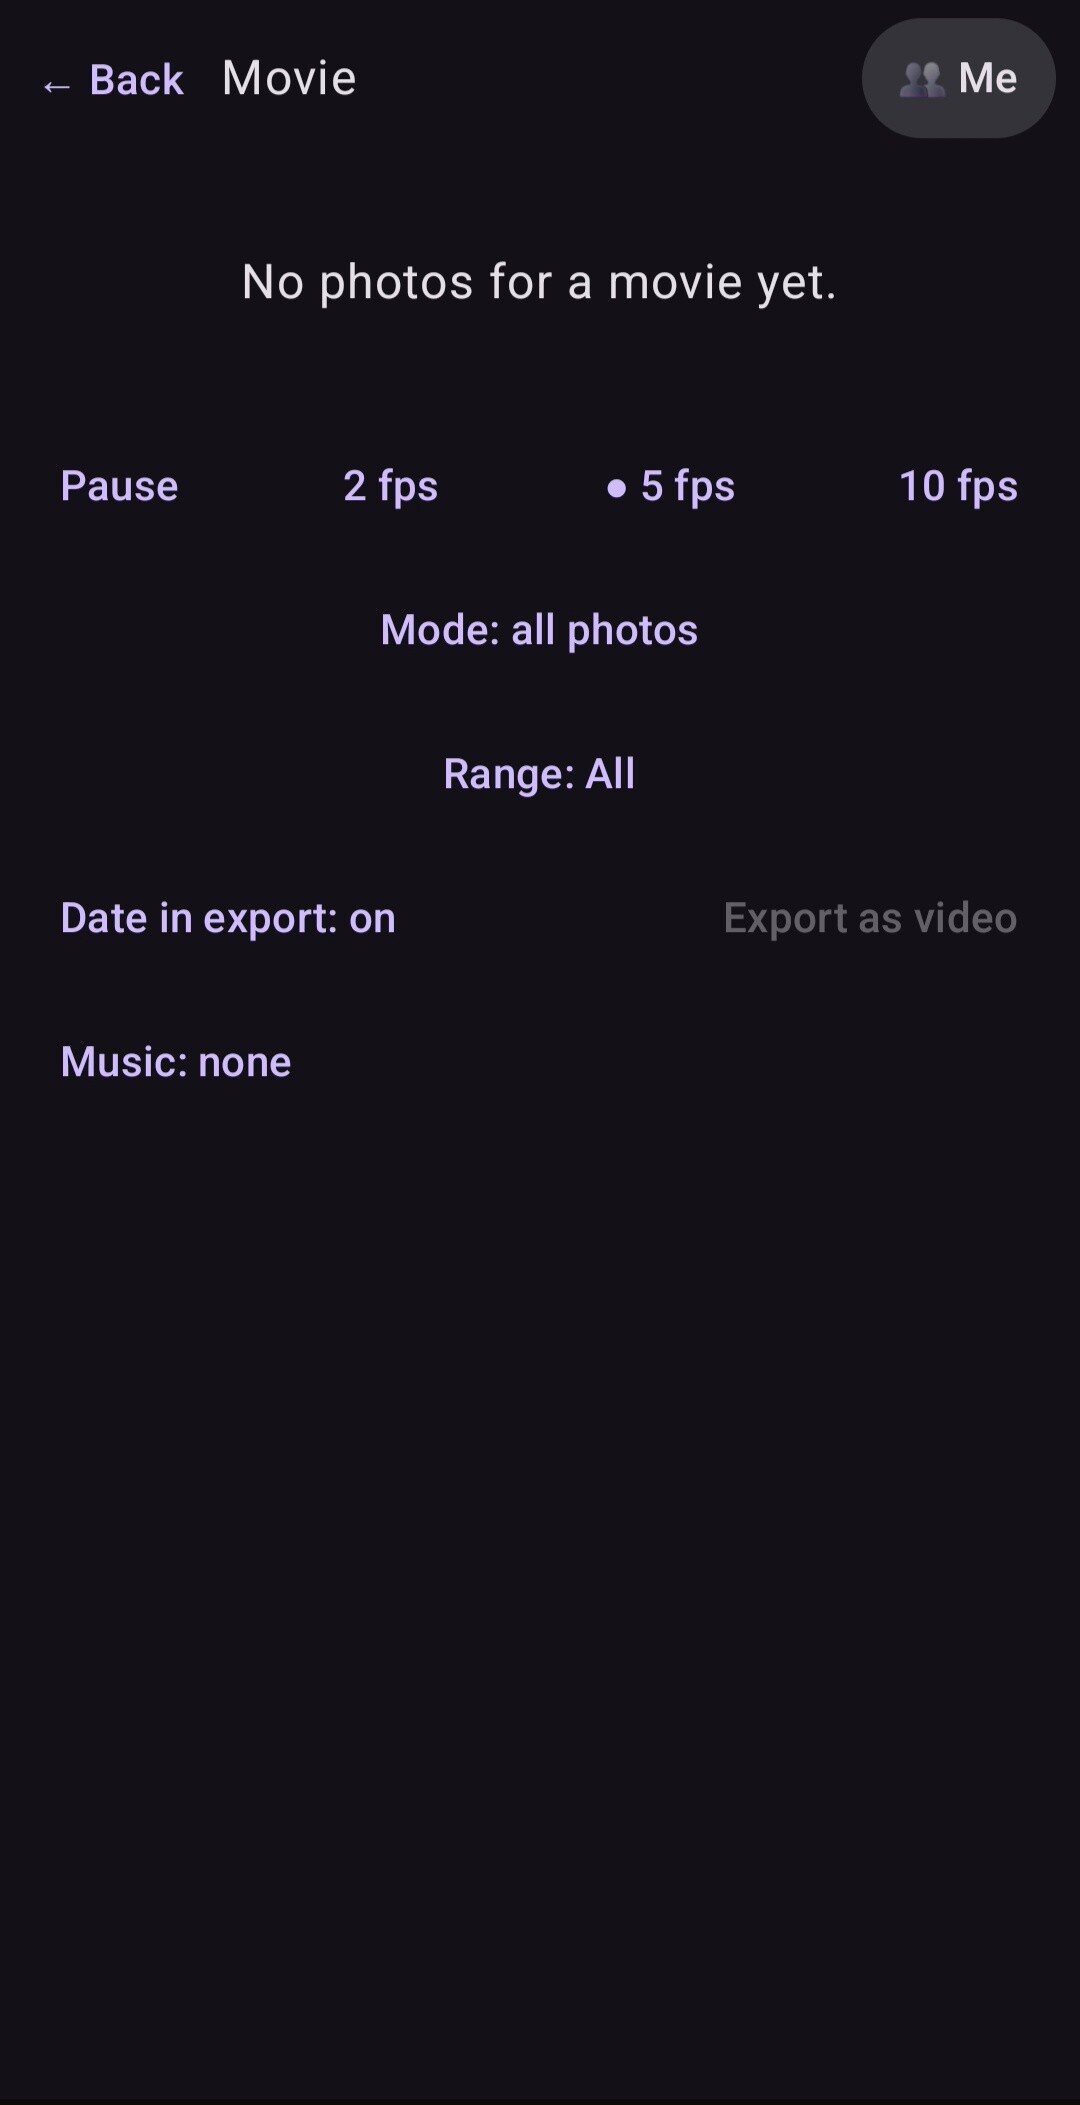 ← Back Movie 👥 Me
No photos for a movie yet.
Pause 2 fps ● 5 fps 10 fps
Mode: all photos
Range: All
Date in export: on Export as video
Music: none